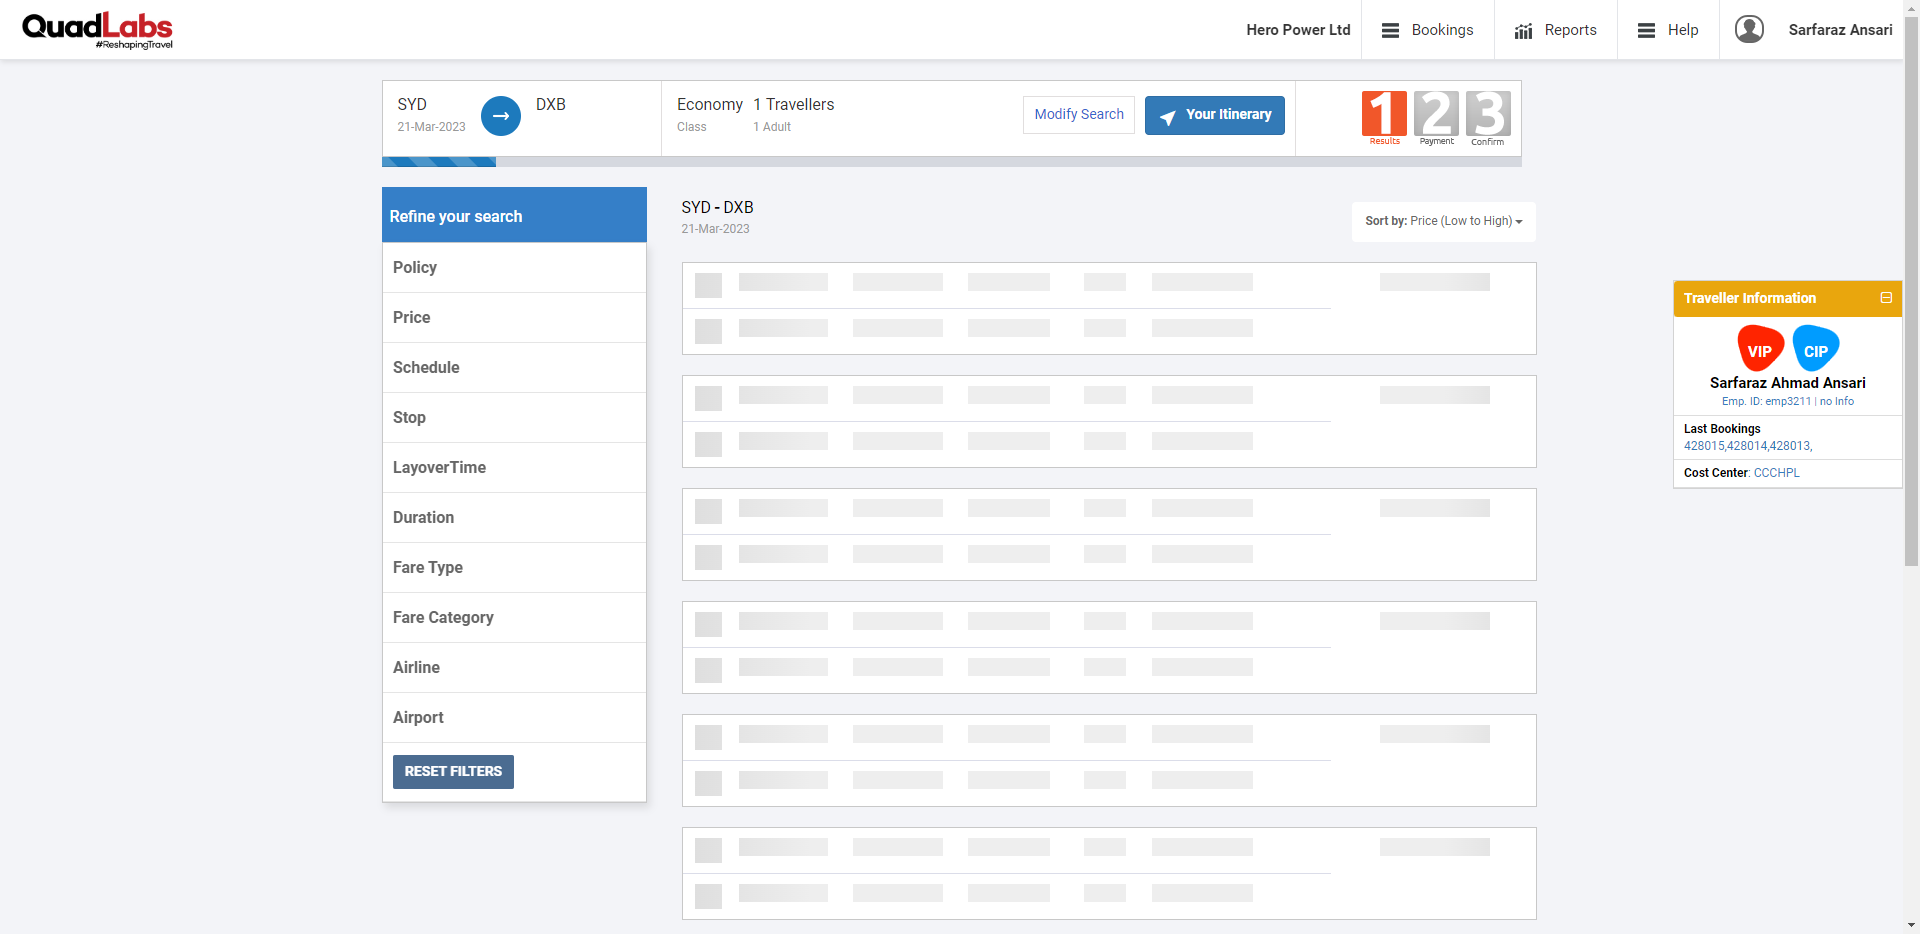 QuadLabs
#ReshapingTravel
Hero Power Ltd
Bookings
Reports
Help
Sarfaraz Ansari
SYD
21-Mar-2023
DXB
Economy
Class
1 Travellers
1 Adult
Modify Search
Your Itinerary
1
Results
2
Payment
3
Confirm
Refine your search
Policy
Price
Schedule
Stop
LayoverTime
Duration
Fare Type
Fare Category
Airline
Airport
RESET FILTERS
SYD - DXB
21-Mar-2023
Sort by: Price (Low to High)
Traveller Information
VIP
CIP
Sarfaraz Ahmad Ansari
Emp. ID: emp3211 | no Info
Last Bookings
428015,428014,428013,
Cost Center: CCCHPL